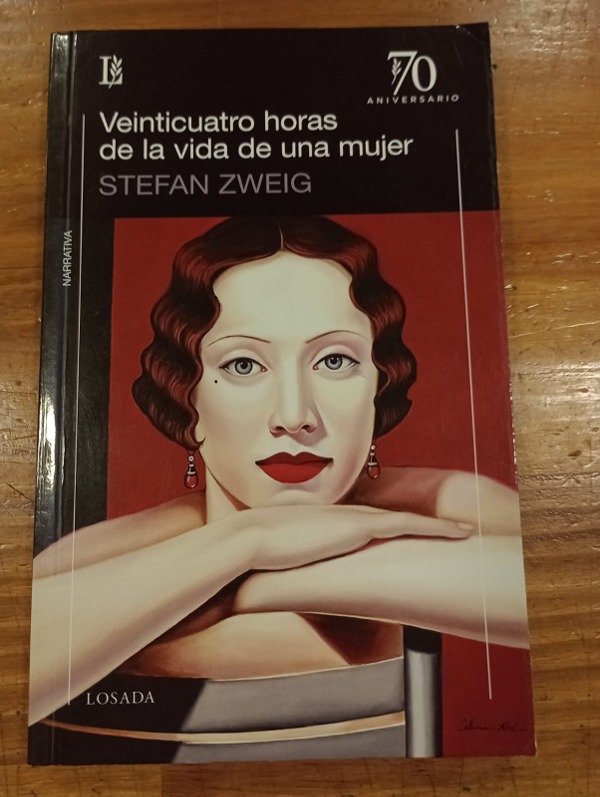 L
70
ANIVERSARIO
Veinticuatro horas
de la vida de una mujer
STEFAN ZWEIG
NARRATIVA
LOSADA